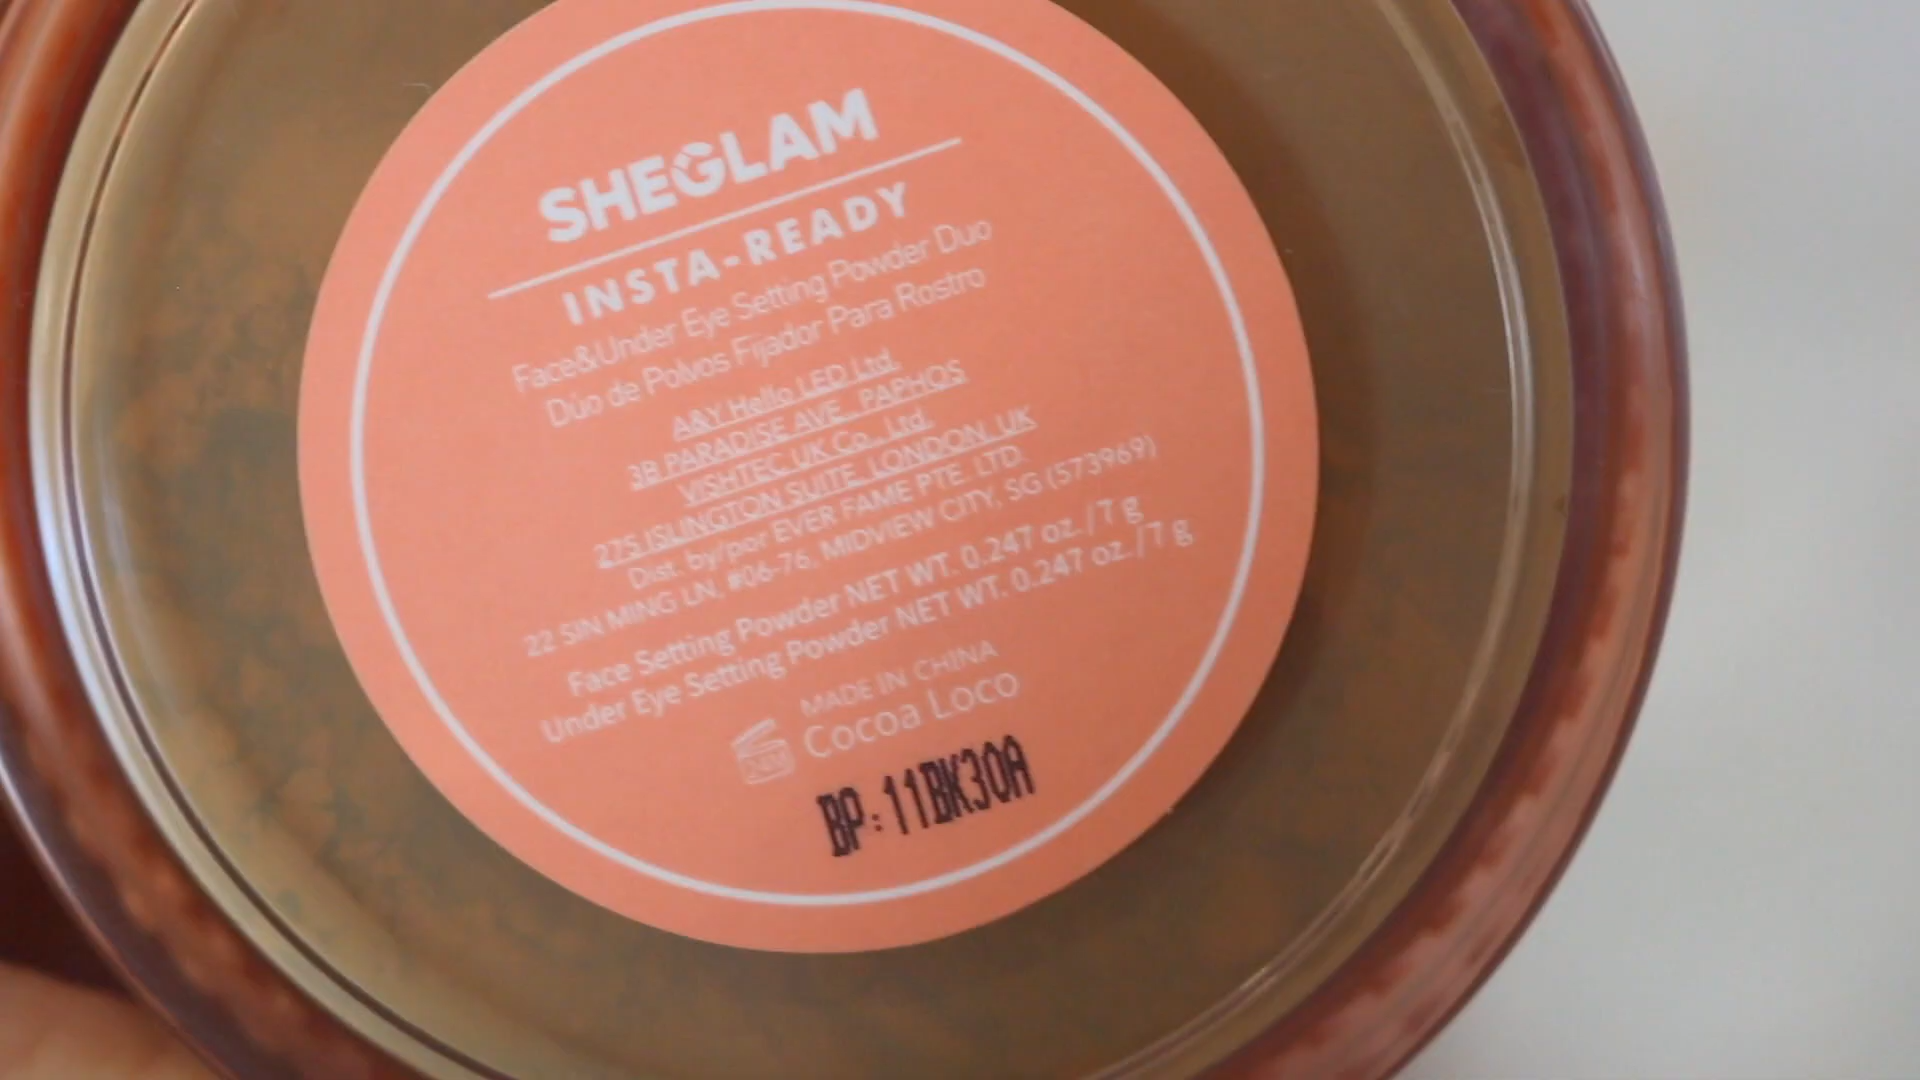 SHEGLAM
INSTA-READY
Face&Under Eye Setting Powder Duo
Dúo de Polvos Fijador Para Rostro
A&Y Hello LED Ltd.
3B PARADISE AVE., PAPHOS
VISHTEC UK Co., Ltd.
275 ISLINGTON SUITE, LONDON, UK
Dist. by/por EVER FAME PTE. LTD.
22 SIN MING LN, #06-76, MIDVIEW CITY, SG (573969)
Face Setting Powder NET WT. 0.247 oz./7 g
Under Eye Setting Powder NET WT. 0.247 oz./7 g
MADE IN CHINA
Cocoa Loco
24M
BP:11BK30A